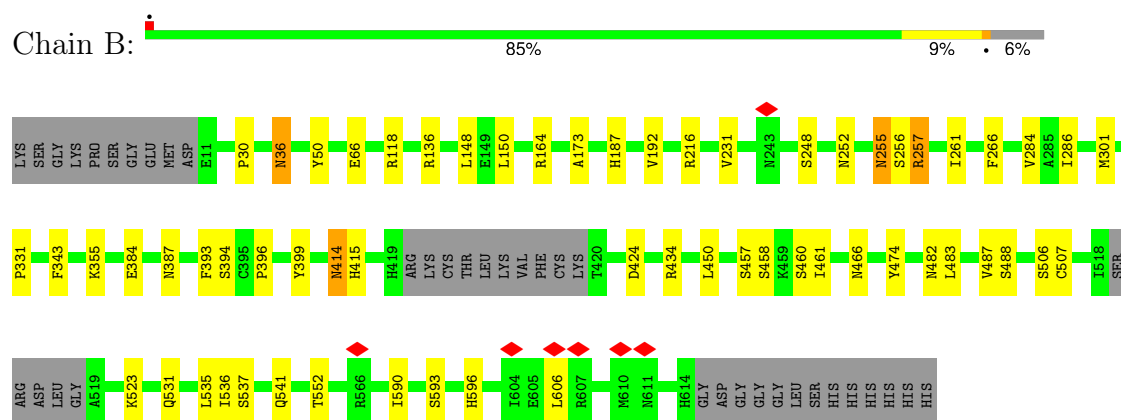 Chain B:
85% 9% • 6%
LYS SER GLY LYS PRO SER GLY GLU MET ASP E11 P30 N36 Y50 E66 R118 R136 L148 E149 L150 R164 A173 H187 V192 R216 V231 N243 S248 N252 N255 S256 R257 I261 F266 V284 A285 I286 M301
P331 F343 K355 E384 N387 F393 S394 C395 P396 Y399 N414 H415 H419 ARG LYS CYS THR LEU LYS VAL PHE CYS LYS T420 D424 R434 L450 S457 S458 K459 S460 I461 N466 Y474 N482 L483 V487 S488 S506 C507 I518 SER
ARG ASP LEU GLY A519 K523 Q531 L535 I536 S537 Q541 T552 R566 I590 S593 H596 I604 E605 L606 R607 M610 N611 H614 GLY ASP GLY GLY GLY LEU SER HIS HIS HIS HIS HIS HIS